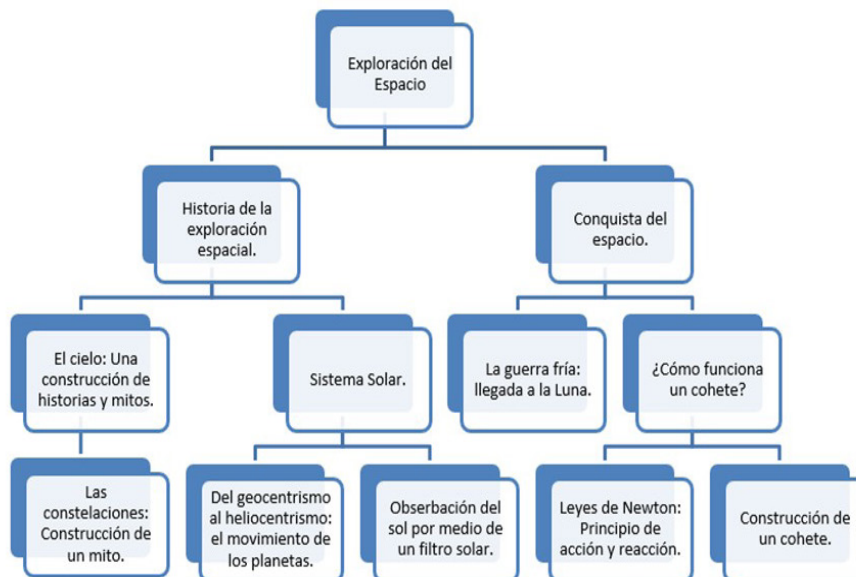 Exploración del
Espacio
Historia de la
exploración
espacial.
Conquista del
espacio.
El cielo: Una
construcción de
historias y mitos.
Sistema Solar.
La guerra fría:
llegada a la Luna.
¿Cómo funciona
un cohete?
Las
constelaciones:
Construcción de
un mito.
Del geocentrismo
al heliocentrismo:
el movimiento de
los planetas.
Obserbación del
sol por medio de
un filtro solar.
Leyes de Newton:
Principio de
acción y reacción.
Construcción de
un cohete.